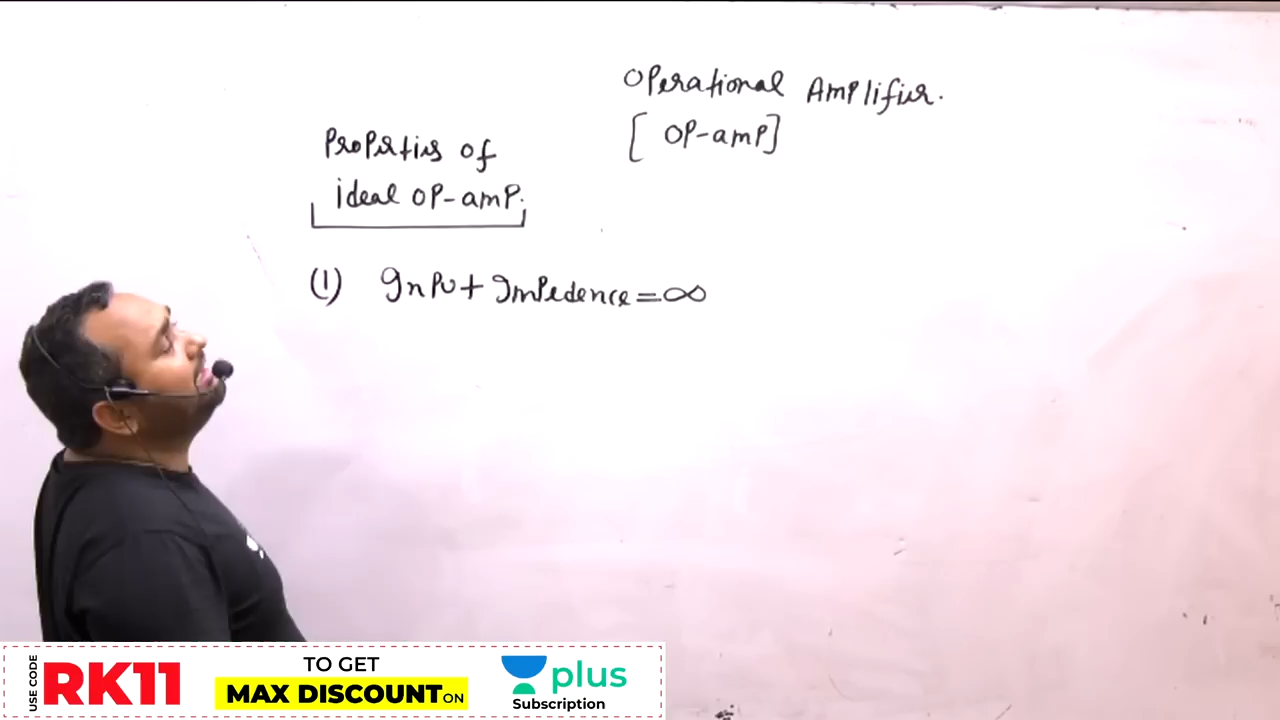 Operational Amplifier.
[OP-amp]
Properties of
ideal OP-amp.
(1) Input Impedence = ∞
USE CODE
RK11
TO GET
MAX DISCOUNT ON
plus
Subscription